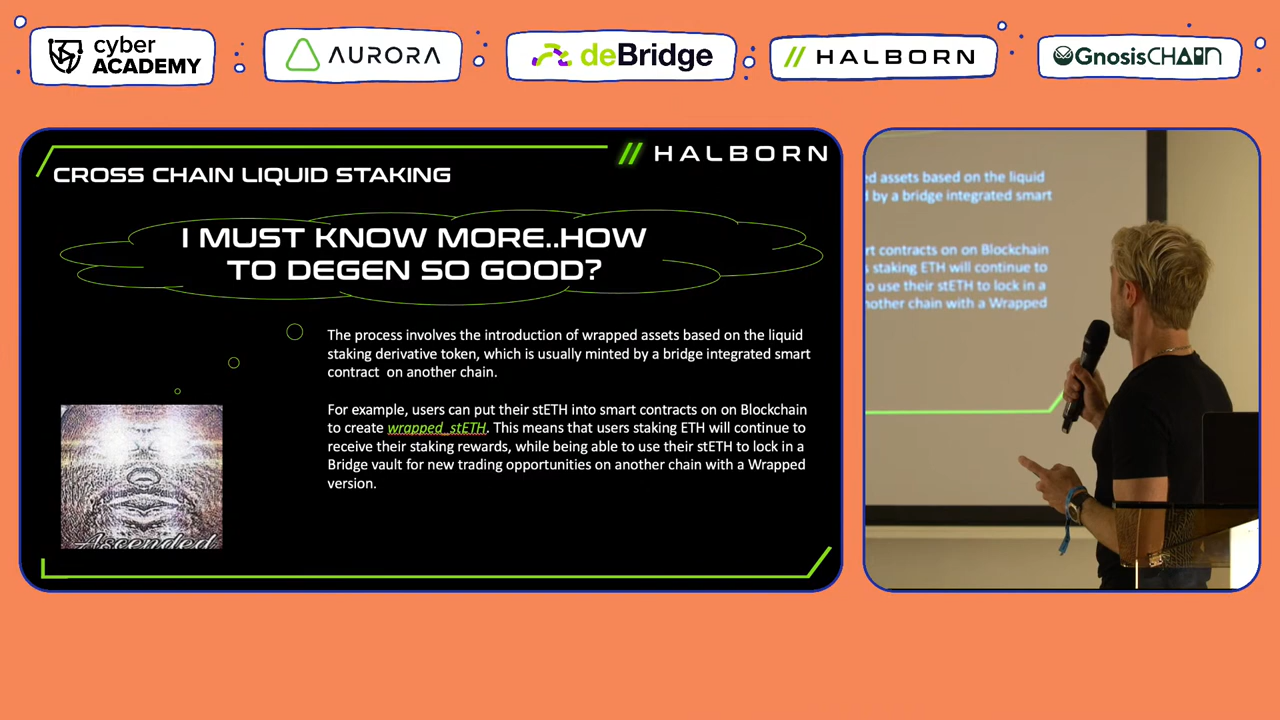 cyber
ACADEMY
AURORA
deBridge
// HALBORN
GnosisCHAIN
// HALBORN
CROSS CHAIN LIQUID STAKING
I MUST KNOW MORE..HOW
TO DEGEN SO GOOD?
The process involves the introduction of wrapped assets based on the liquid
staking derivative token, which is usually minted by a bridge integrated smart
contract  on another chain.
For example, users can put their stETH into smart contracts on on Blockchain
to create wrapped_stETH. This means that users staking ETH will continue to
receive their staking rewards, while being able to use their stETH to lock in a
Bridge vault for new trading opportunities on another chain with a Wrapped
version.
Ascended
ed assets based on the liquid
d by a bridge integrated smart
rt contracts on on Blockchain
s staking ETH will continue to
o use their stETH to lock in a
nother chain with a Wrapped